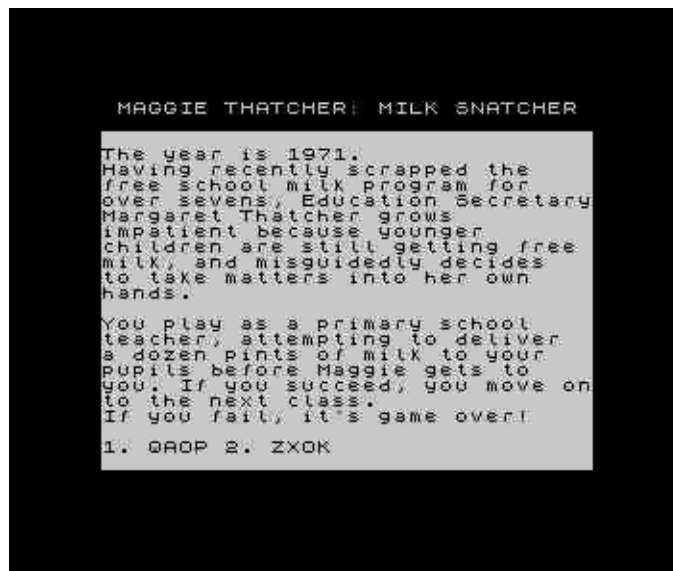 MAGGIE THATCHER: MILK SNATCHER
The year is 1971.
Having recently scrapped the
free school milk program for
over sevens, Education Secretary
Margaret Thatcher grows
impatient because younger
children are still getting free
milk, and misguidedly decides
to take matters into her own
hands.
You play as a primary school
teacher, attempting to deliver
a dozen pints of milk to your
pupils before Maggie gets to
you. If you succeed, you move on
to the next class.
If you fail, it's game over!
1. QAOP 2. ZXOK